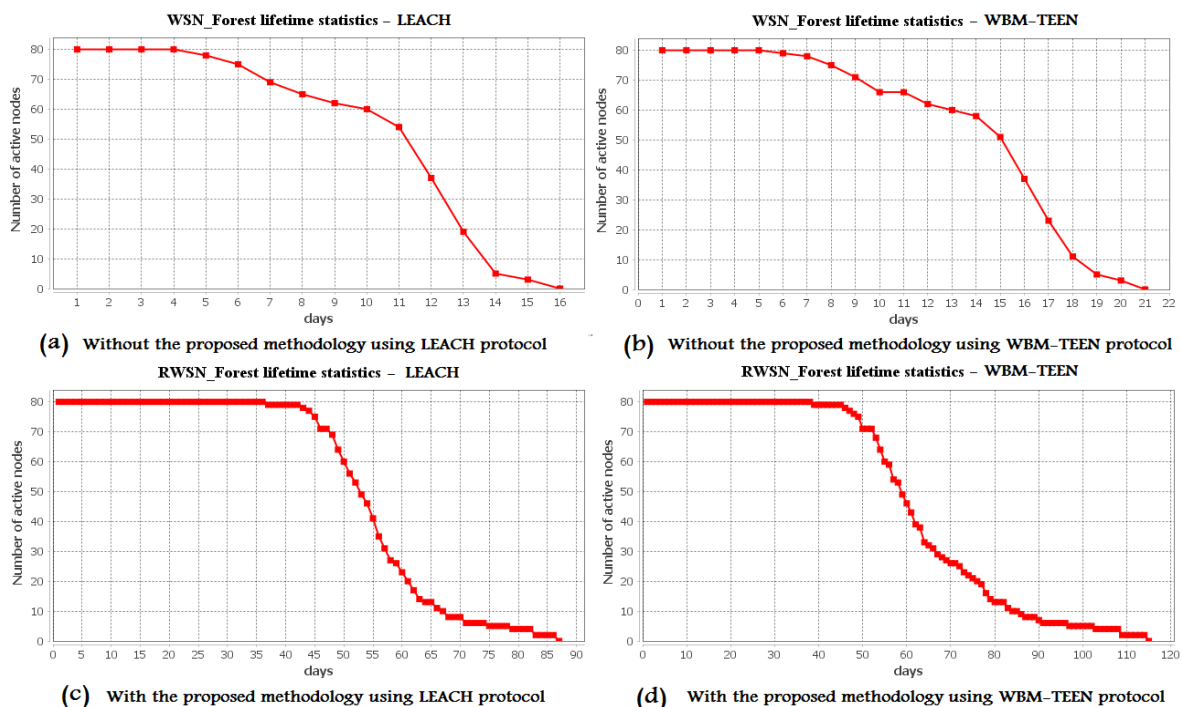 WSN_Forest lifetime statistics – LEACH
Number of active nodes
80
70
60
50
40
30
20
10
0
1 2 3 4 5 6 7 8 9 10 11 12 13 14 15 16
days
(a) Without the proposed methodology using LEACH protocol
WSN_Forest lifetime statistics – WBM-TEEN
Number of active nodes
80
70
60
50
40
30
20
10
0
0 1 2 3 4 5 6 7 8 9 10 11 12 13 14 15 16 17 18 19 20 21 22
days
(b) Without the proposed methodology using WBM-TEEN protocol
RWSN_Forest lifetime statistics – LEACH
Number of active nodes
80
70
60
50
40
30
20
10
0
0 5 10 15 20 25 30 35 40 45 50 55 60 65 70 75 80 85 90
days
(c) With the proposed methodology using LEACH protocol
RWSN_Forest lifetime statistics – WBM-TEEN
Number of active nodes
80
70
60
50
40
30
20
10
0
0 10 20 30 40 50 60 70 80 90 100 110 120
days
(d) With the proposed methodology using WBM-TEEN protocol